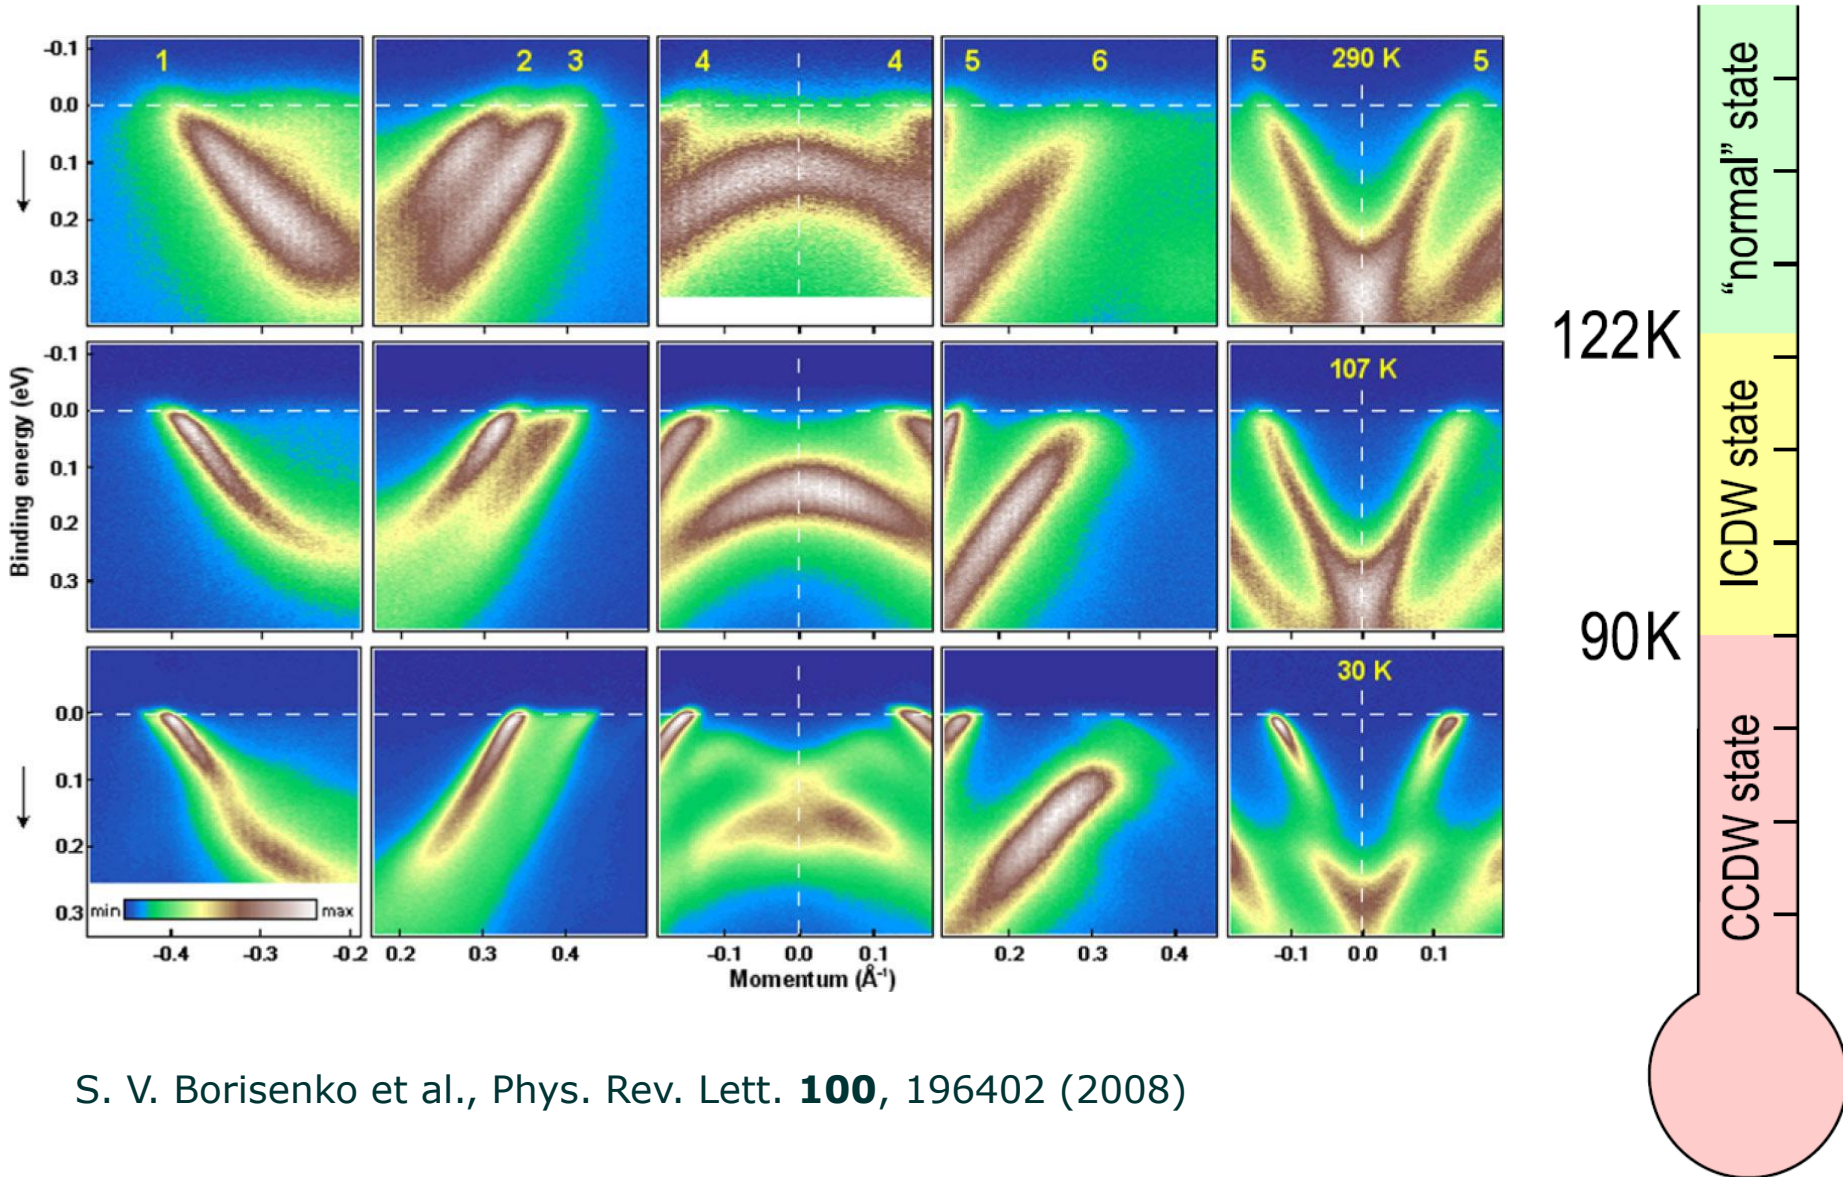 1 2 3 4 4 5 6 5 290 K 5
-0.1
0.0
0.1
0.2
0.3
107 K
-0.1
0.0
0.1
0.2
0.3
30 K
0.0
0.1
0.2
0.3
min max
Binding energy (eV)
-0.4 -0.3 -0.2 0.2 0.3 0.4 -0.1 0.0 0.1 0.2 0.3 0.4 -0.1 0.0 0.1
Momentum (Å⁻¹)
"normal" state
122K
ICDW state
90K
CCDW state
S. V. Borisenko et al., Phys. Rev. Lett. 100, 196402 (2008)